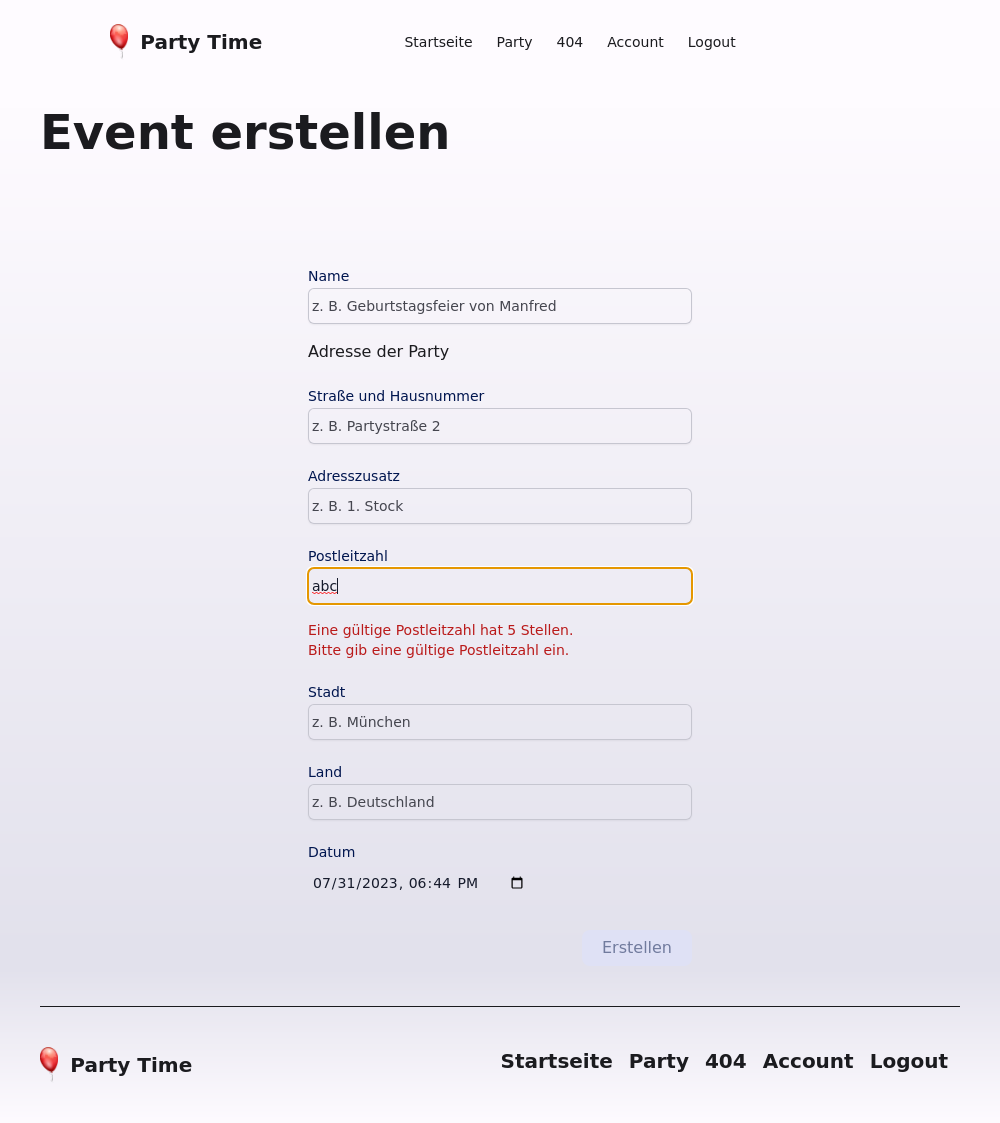 Party Time
Startseite Party 404 Account Logout
Event erstellen
Name
z. B. Geburtstagsfeier von Manfred
Adresse der Party
Straße und Hausnummer
z. B. Partystraße 2
Adresszusatz
z. B. 1. Stock
Postleitzahl
abc
Eine gültige Postleitzahl hat 5 Stellen.
Bitte gib eine gültige Postleitzahl ein.
Stadt
z. B. München
Land
z. B. Deutschland
Datum
07/31/2023, 06:44 PM
Erstellen
Party Time
Startseite Party 404 Account Logout